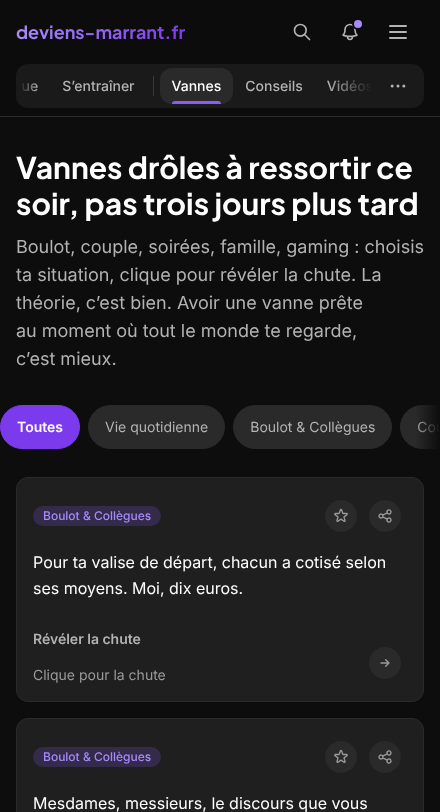 deviens-marrant.fr
S'entraîner
Vannes
Conseils
Vidéos
Vannes drôles à ressortir ce
soir, pas trois jours plus tard
Boulot, couple, soirées, famille, gaming : choisis
ta situation, clique pour révéler la chute. La
théorie, c'est bien. Avoir une vanne prête
au moment où tout le monde te regarde,
c'est mieux.
Toutes
Vie quotidienne
Boulot & Collègues
Boulot & Collègues
Pour ta valise de départ, chacun a cotisé selon
ses moyens. Moi, dix euros.
Révéler la chute
Clique pour la chute
Boulot & Collègues
Mesdames, messieurs, le discours que vous